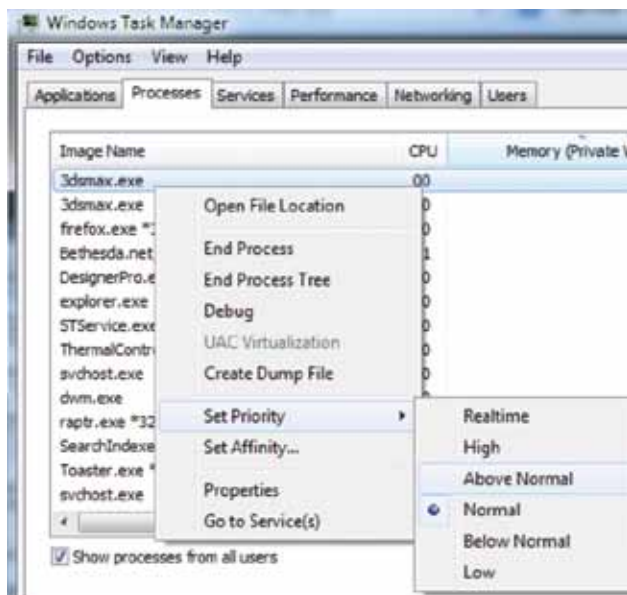 Windows Task Manager
File Options View Help
Applications Processes Services Performance Networking Users
Image Name CPU Memory (Private
3dsmax.exe 00
3dsmax.exe
firefox.exe
Bethesda.net
DesignerPro.e
explorer.exe
STService.exe
ThermalContr
svchost.exe
dwm.exe
raptr.exe *32
SearchIndexe
Toaster.exe *
svchost.exe
Open File Location
End Process
End Process Tree
Debug
UAC Virtualization
Create Dump File
Set Priority
Set Affinity...
Properties
Go to Service(s)
Realtime
High
Above Normal
Normal
Below Normal
Low
Show processes from all users